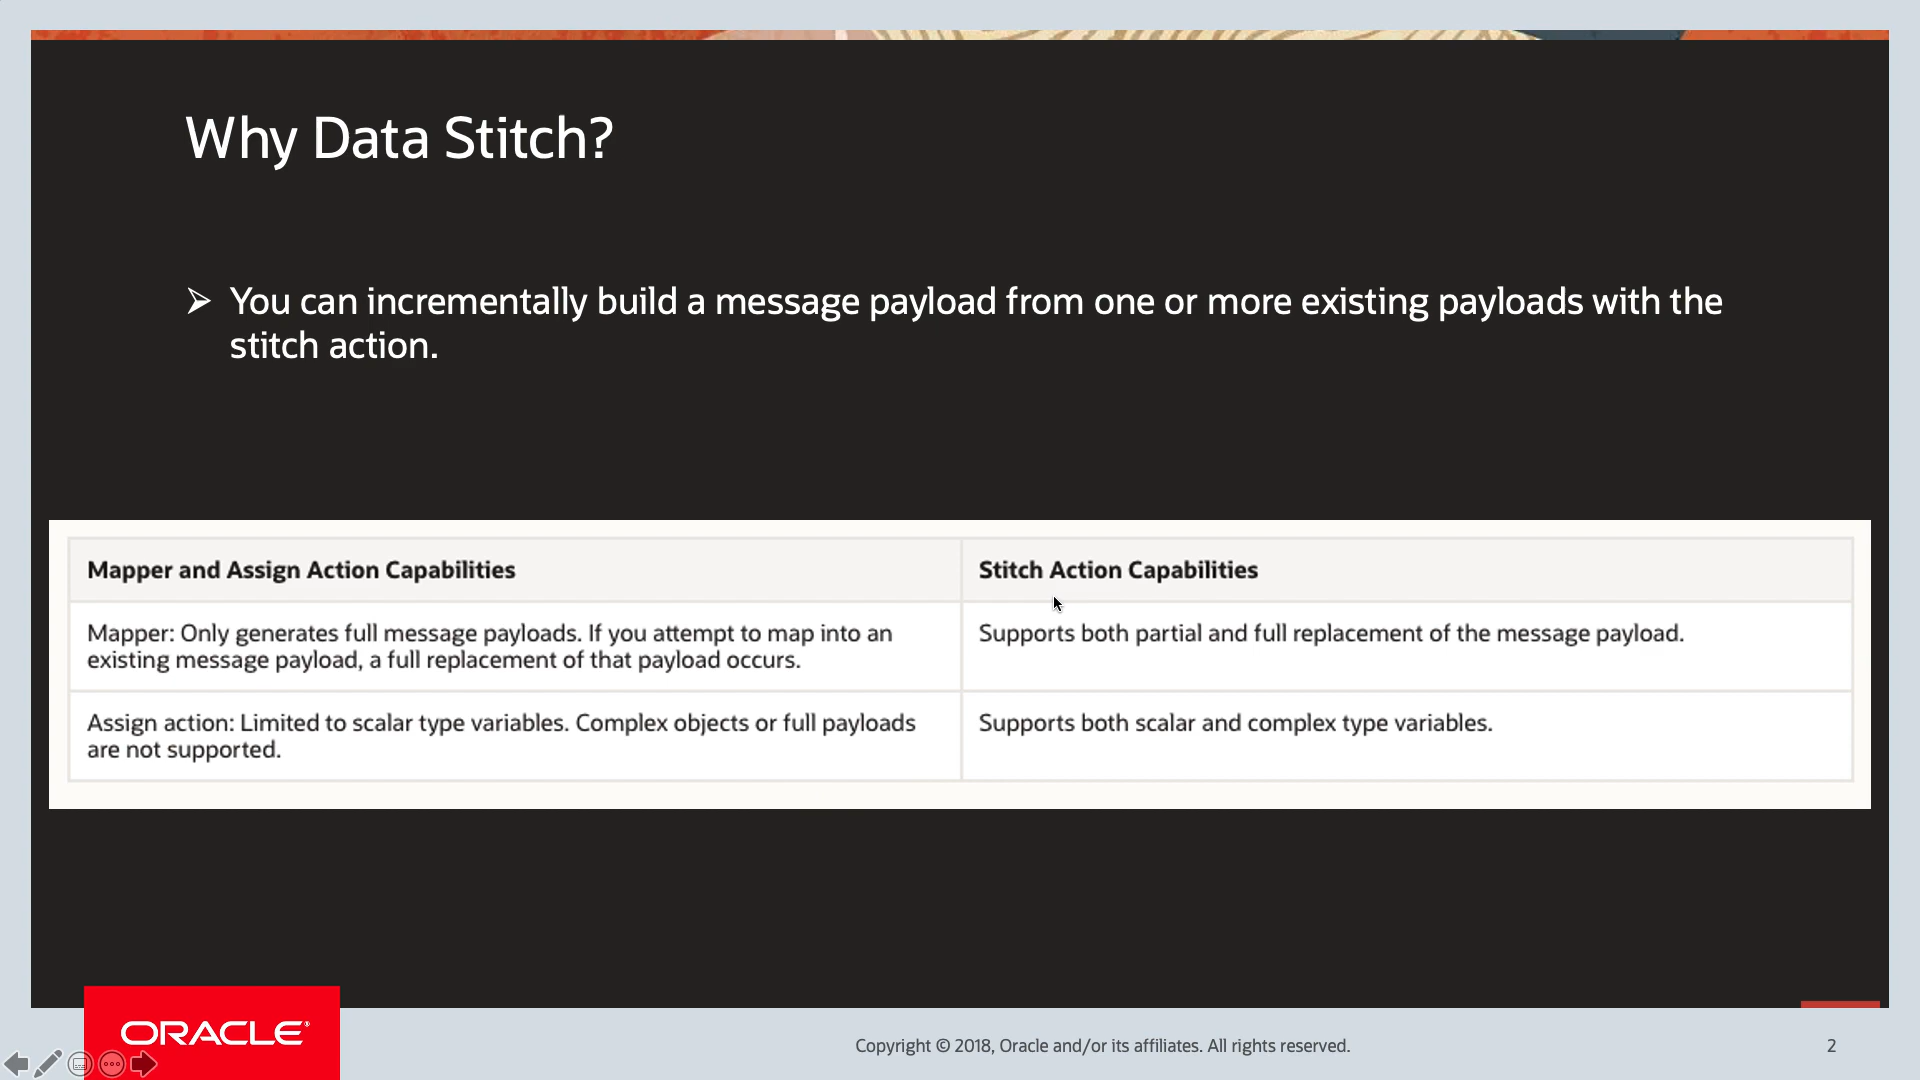 Why Data Stitch?
➢ You can incrementally build a message payload from one or more existing payloads with the
stitch action.
Mapper and Assign Action Capabilities
Stitch Action Capabilities
Mapper: Only generates full message payloads. If you attempt to map into an
existing message payload, a full replacement of that payload occurs.
Supports both partial and full replacement of the message payload.
Assign action: Limited to scalar type variables. Complex objects or full payloads
are not supported.
Supports both scalar and complex type variables.
ORACLE®
Copyright © 2018, Oracle and/or its affiliates. All rights reserved.
2